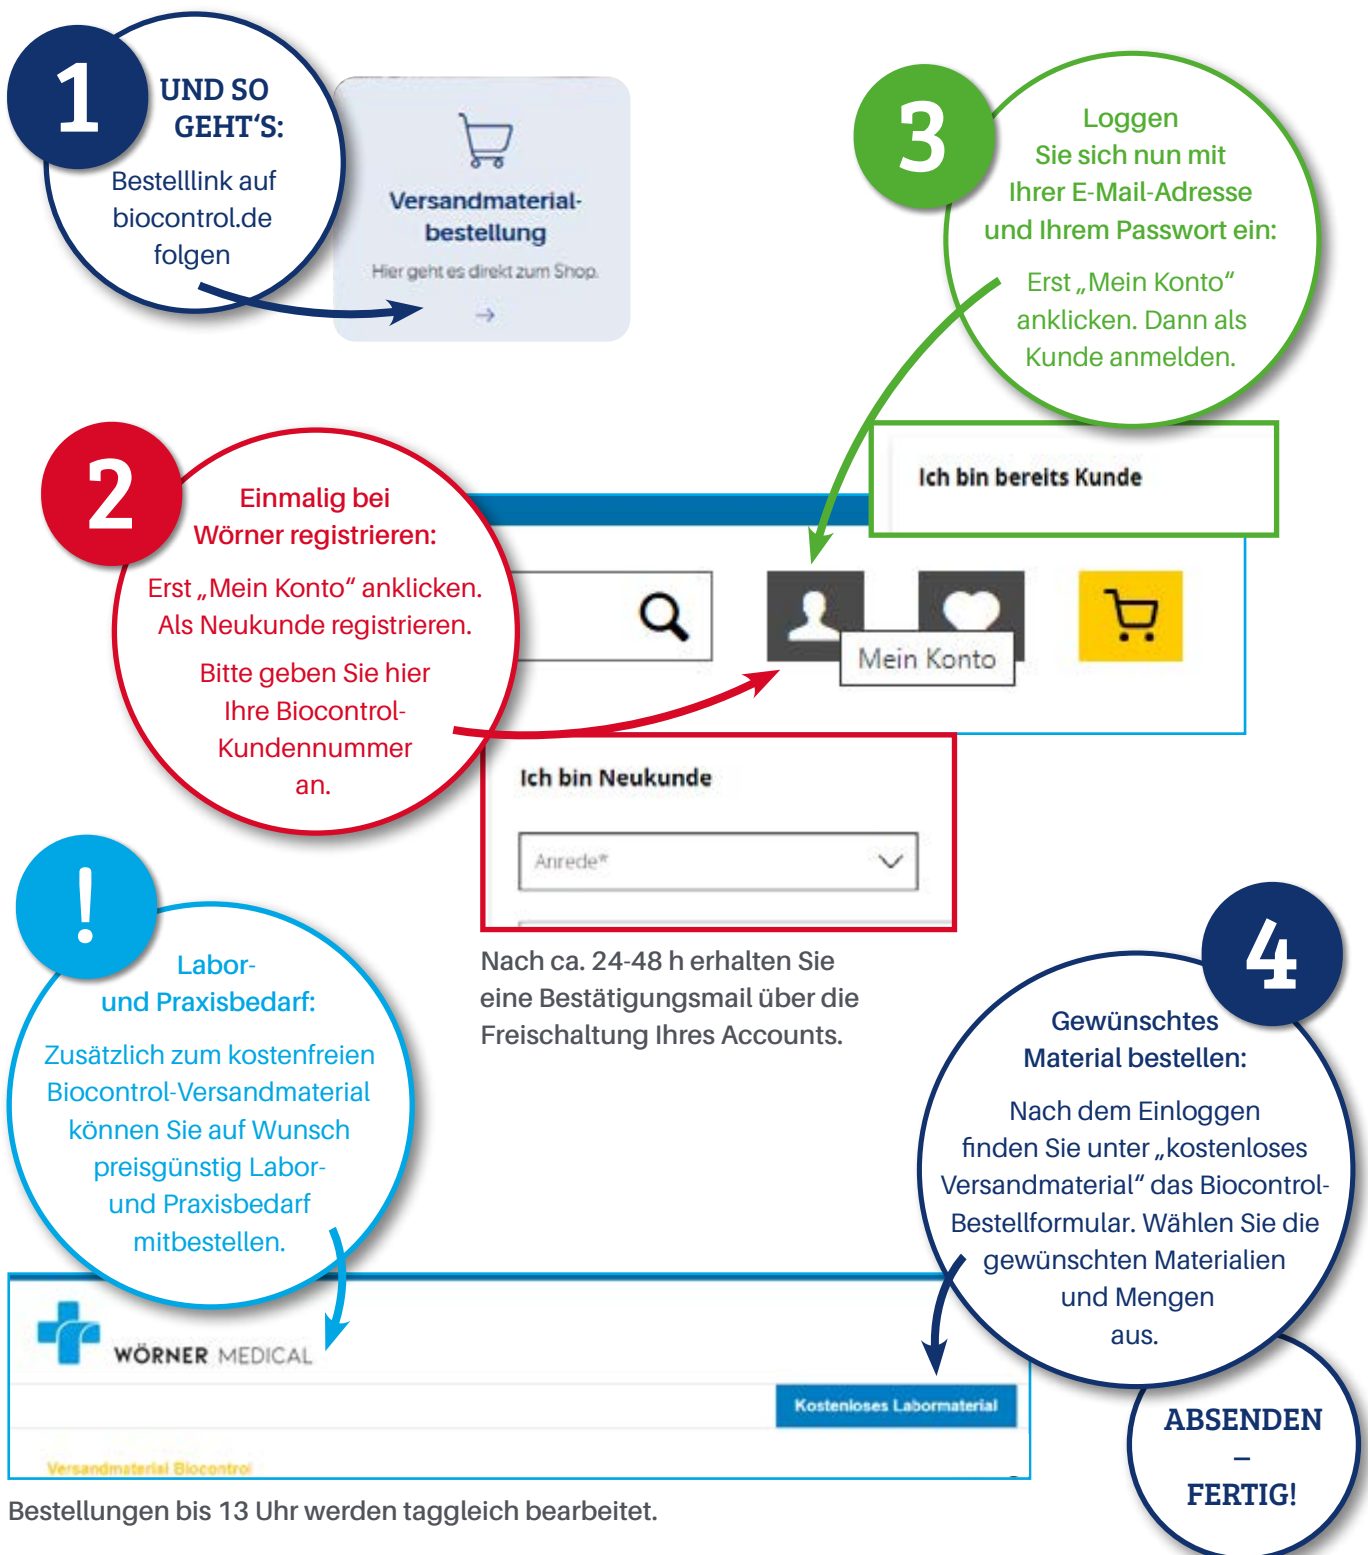 1
UND SO
GEHT'S:
Bestelllink auf
biocontrol.de
folgen
Versandmaterial-
bestellung
Hier geht es direkt zum Shop.
2
Einmalig bei
Wörner registrieren:
Erst „Mein Konto“ anklicken.
Als Neukunde registrieren.
Bitte geben Sie hier
Ihre Biocontrol-
Kundennummer
an.
3
Loggen
Sie sich nun mit
Ihrer E-Mail-Adresse
und Ihrem Passwort ein:
Erst „Mein Konto“
anklicken. Dann als
Kunde anmelden.
Ich bin bereits Kunde
Mein Konto
Ich bin Neukunde
Anrede*
Nach ca. 24-48 h erhalten Sie
eine Bestätigungsmail über die
Freischaltung Ihres Accounts.
!
Labor-
und Praxisbedarf:
Zusätzlich zum kostenfreien
Biocontrol-Versandmaterial
können Sie auf Wunsch
preisgünstig Labor-
und Praxisbedarf
mitbestellen.
4
Gewünschtes
Material bestellen:
Nach dem Einloggen
finden Sie unter „kostenloses
Versandmaterial“ das Biocontrol-
Bestellformular. Wählen Sie die
gewünschten Materialien
und Mengen
aus.
WÖRNER MEDICAL
Kostenloses Labormaterial
Versandmaterial Biocontrol
ABSENDEN
–
FERTIG!
Bestellungen bis 13 Uhr werden taggleich bearbeitet.